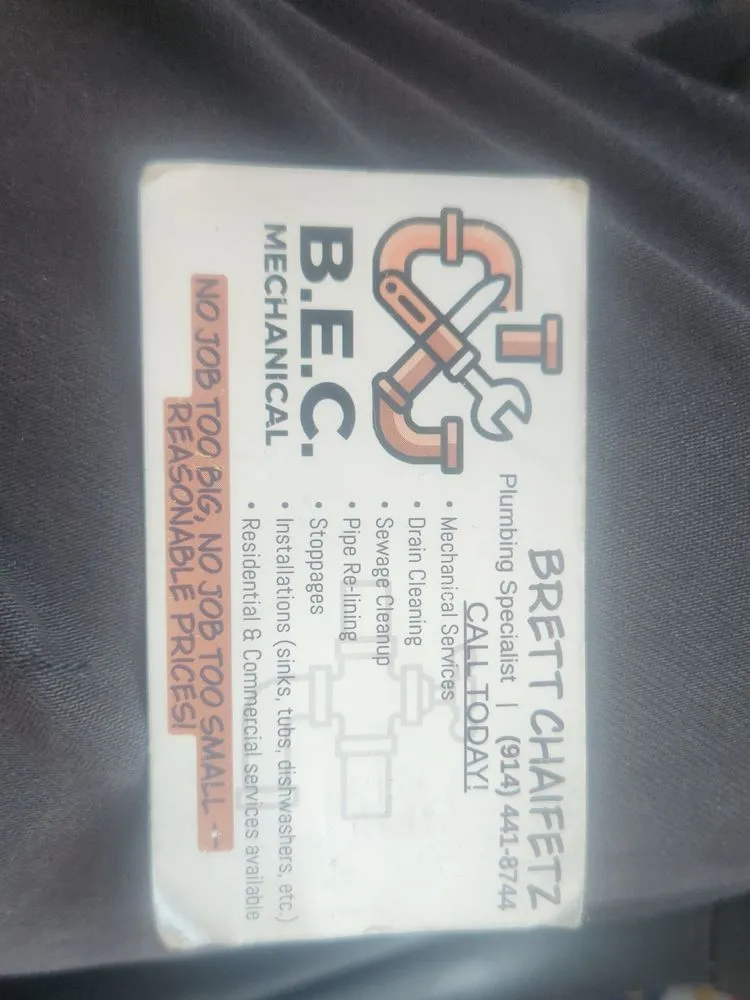 BRETT CHAIFETZ
Plumbing Specialist | (914) 441-8744
CALL TODAY!
• Mechanical Services
• Drain Cleaning
• Sewage Cleanup
• Pipe Re-lining
• Stoppages
• Installations (sinks, tubs, dishwashers, etc.)
• Residential & Commercial services available
B.E.C.
MECHANICAL
NO JOB TOO BIG, NO JOB TOO SMALL --
REASONABLE PRICES!